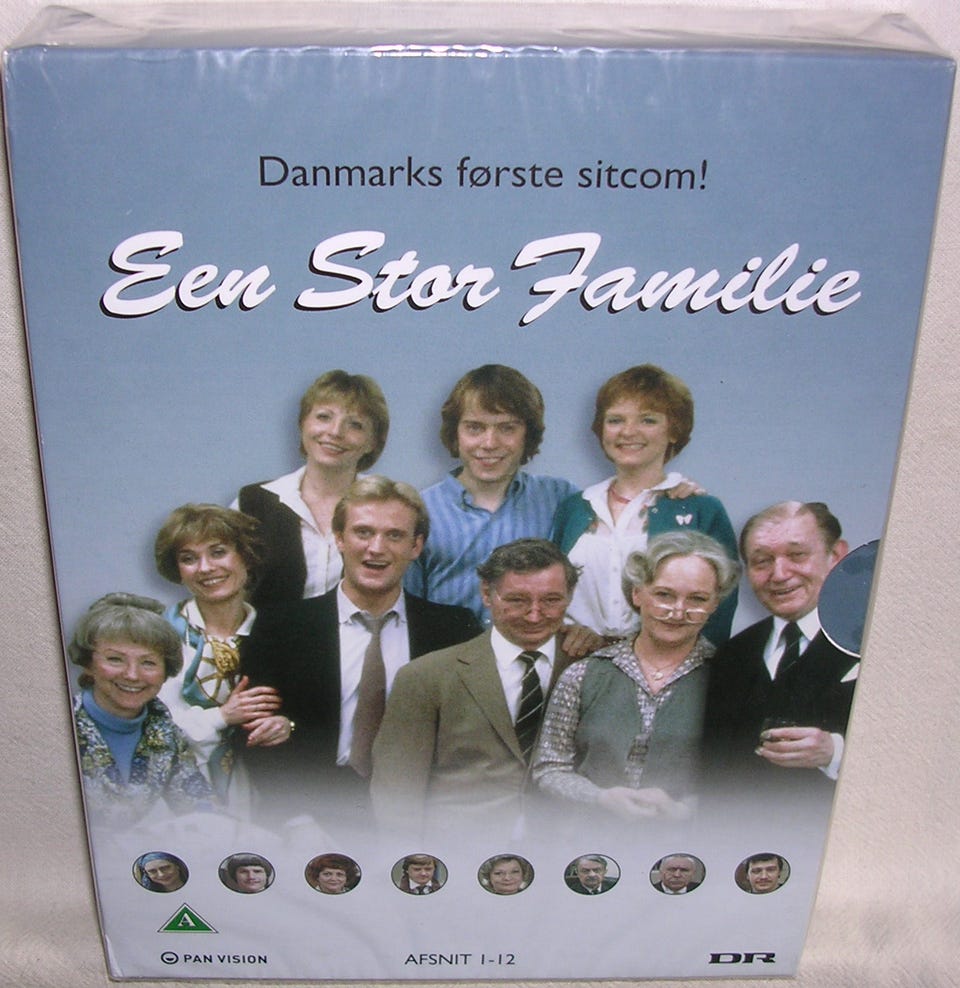 Danmarks første sitcom!
Een Stor Familie
A
PAN VISION
AFSNIT 1-12
DR